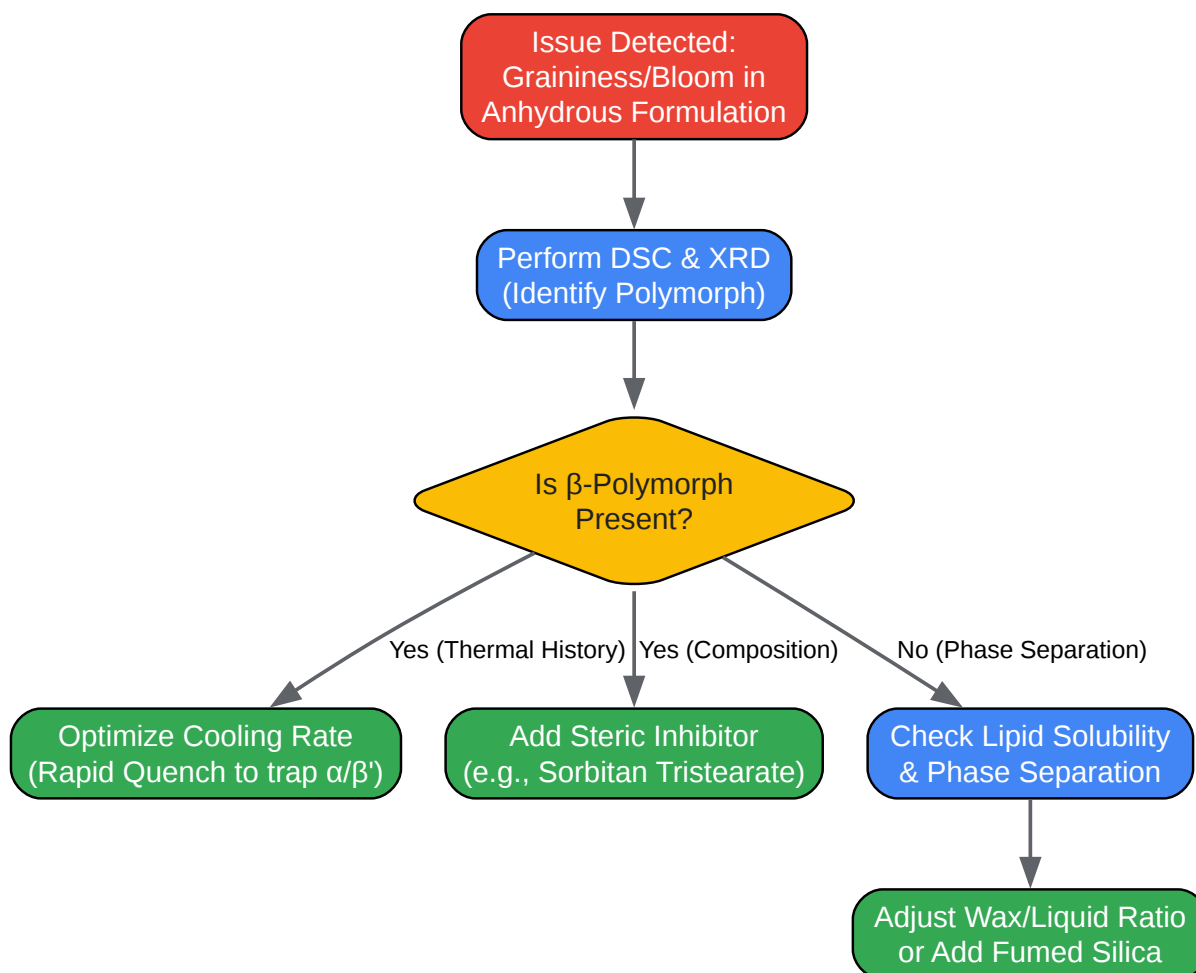 Issue Detected:
Graininess/Bloom in
Anhydrous Formulation
Perform DSC & XRD
(Identify Polymorph)
Is β-Polymorph
Present?
Yes (Thermal History)
Yes (Composition)
No (Phase Separation)
Optimize Cooling Rate
(Rapid Quench to trap α/β')
Add Steric Inhibitor
(e.g., Sorbitan Tristearate)
Check Lipid Solubility
& Phase Separation
Adjust Wax/Liquid Ratio
or Add Fumed Silica